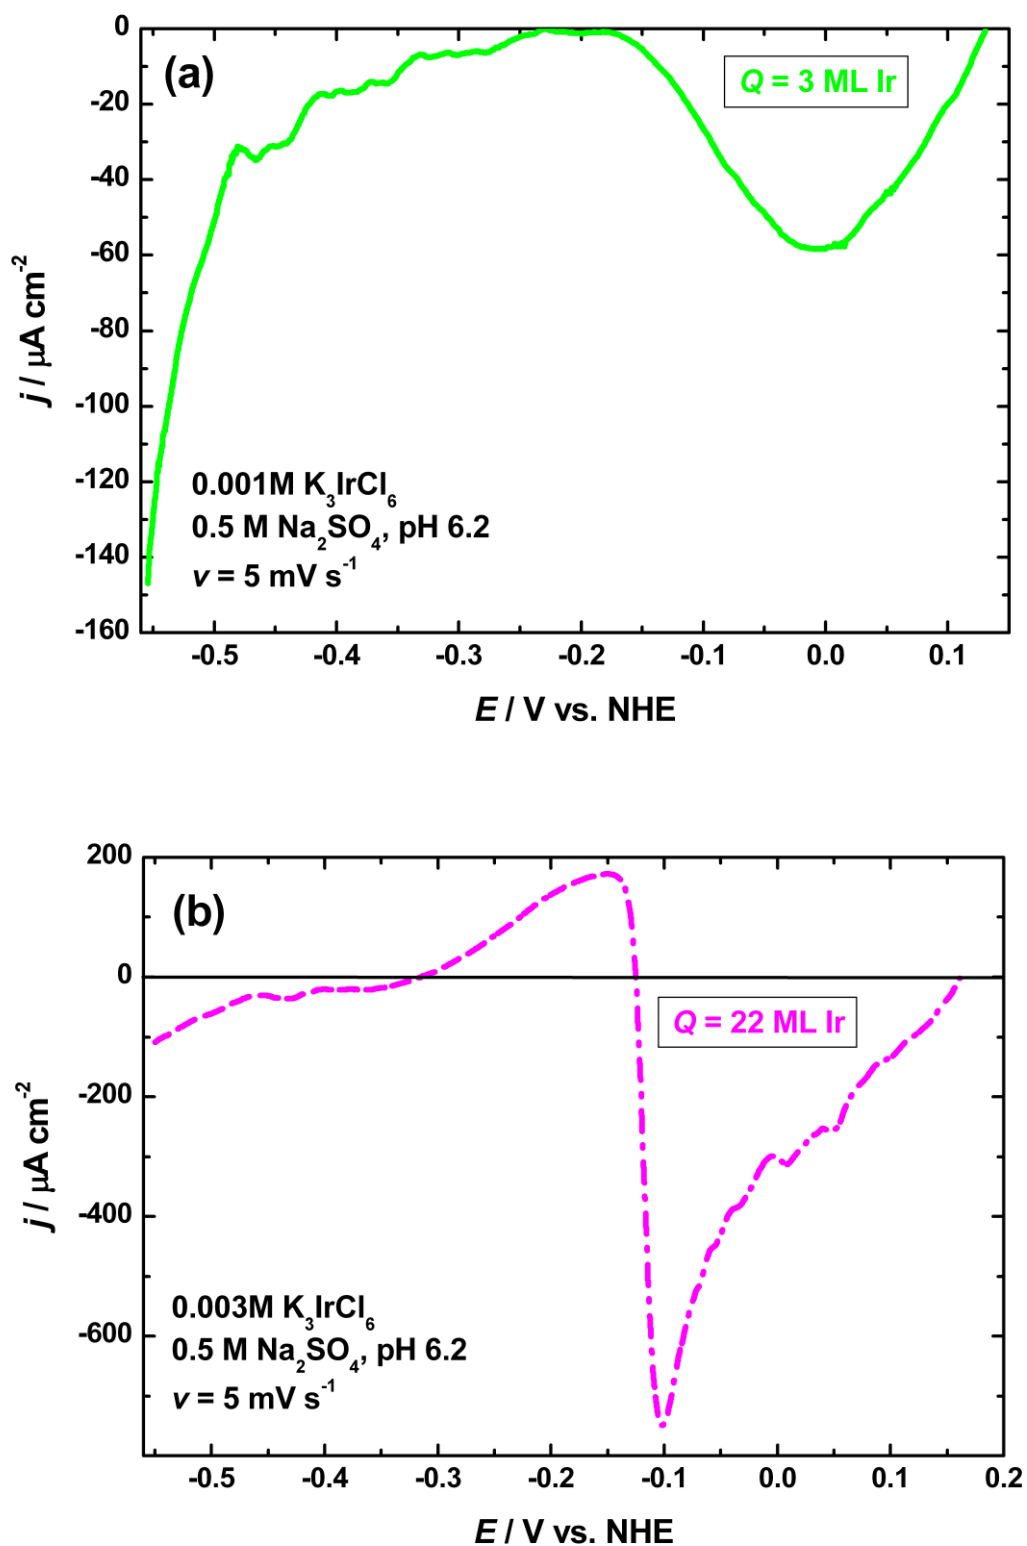 (a)
Q = 3 ML Ir
0
-20
-40
-60
-80
-100
-120
-140
-160
j / μA cm⁻²
0.001M K₃IrCl₆
0.5 M Na₂SO₄, pH 6.2
v = 5 mV s⁻¹
-0.5 -0.4 -0.3 -0.2 -0.1 0.0 0.1
E / V vs. NHE
(b)
Q = 22 ML Ir
200
0
-200
-400
-600
j / μA cm⁻²
0.003M K₃IrCl₆
0.5 M Na₂SO₄, pH 6.2
v = 5 mV s⁻¹
-0.5 -0.4 -0.3 -0.2 -0.1 0.0 0.1 0.2
E / V vs. NHE